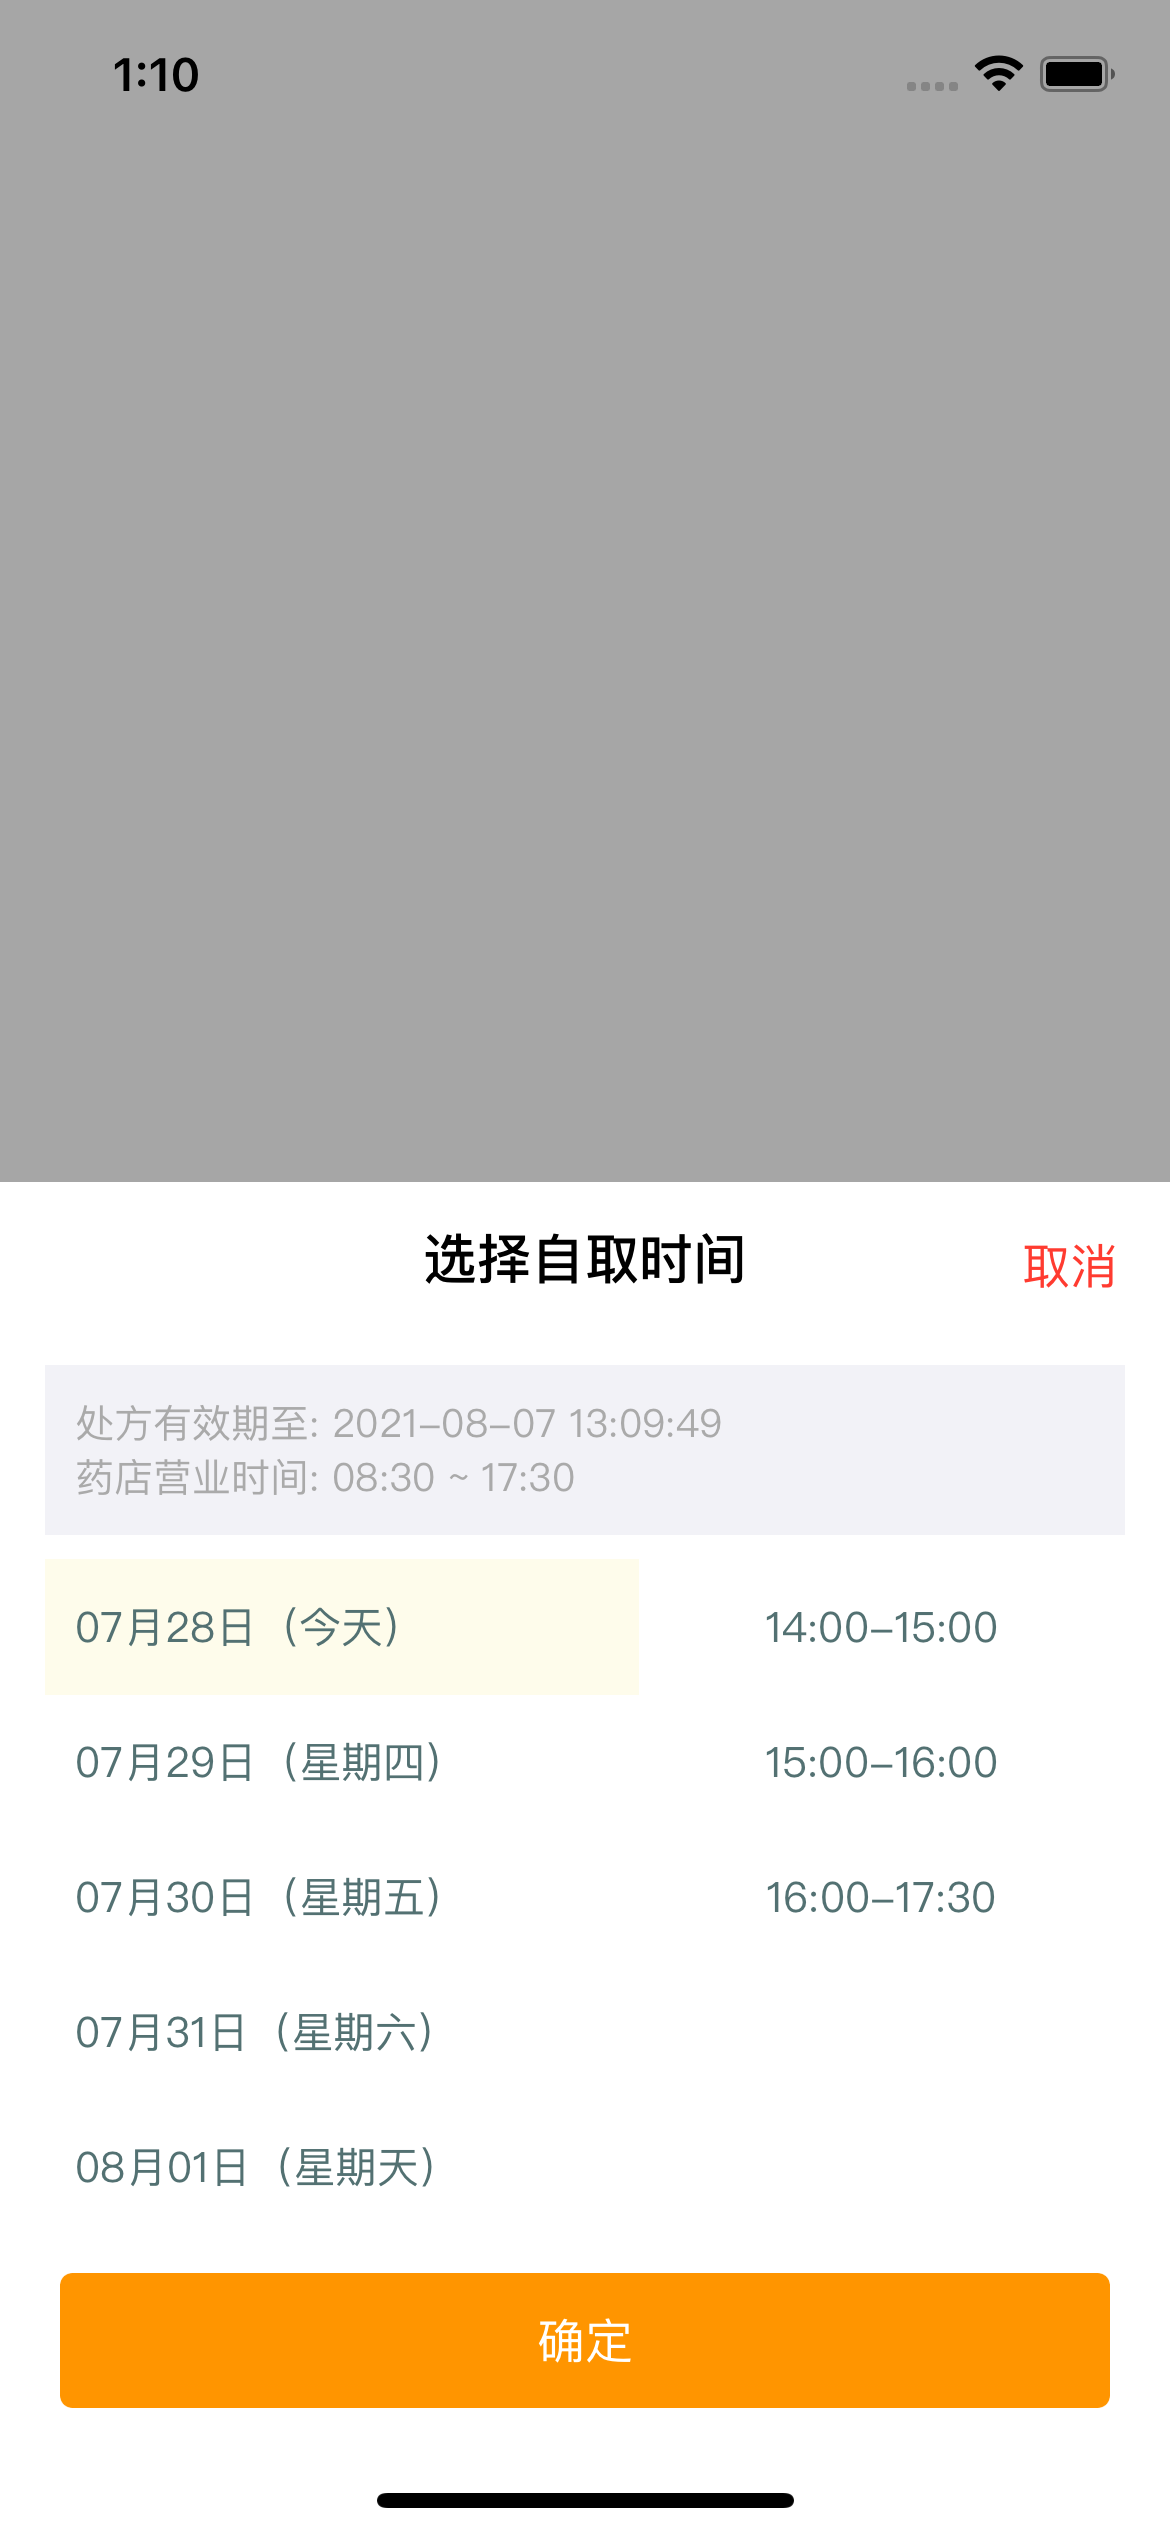 1:10
选择自取时间
取消
处方有效期至: 2021-08-07 13:09:49
药店营业时间: 08:30 ~ 17:30
07月28日（今天） 14:00-15:00
07月29日（星期四） 15:00-16:00
07月30日（星期五） 16:00-17:30
07月31日（星期六）
08月01日（星期天）
确定